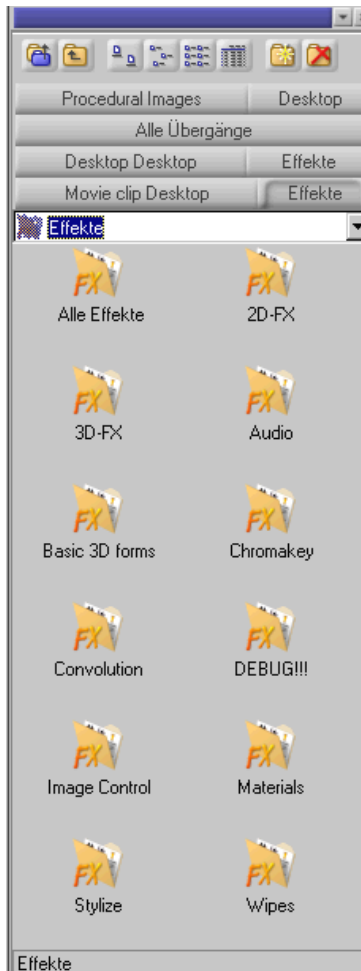 Procedural Images Desktop
Alle Übergänge
Desktop Desktop Effekte
Movie clip Desktop Effekte
Effekte
Alle Effekte 2D-FX
3D-FX Audio
Basic 3D forms Chromakey
Convolution DEBUG!!!
Image Control Materials
Stylize Wipes
Effekte